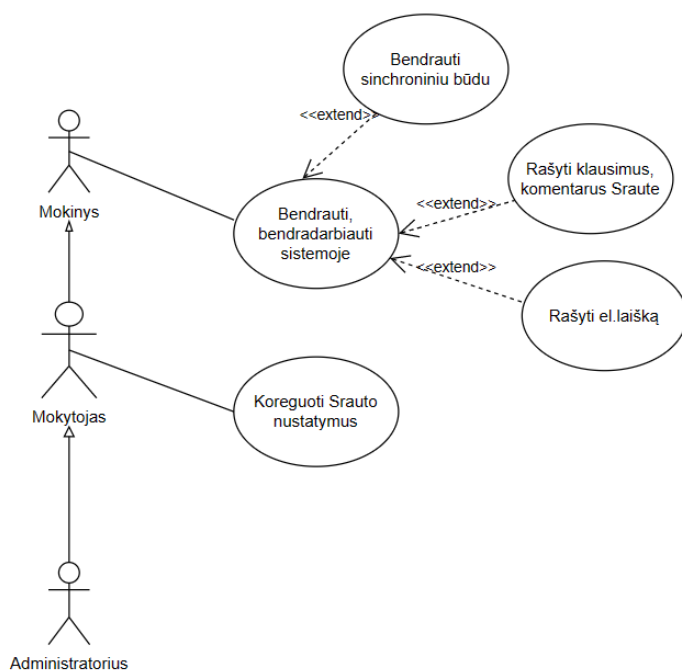 Bendrauti
sinchroniniu būdu
<<extend>>
Rašyti klausimus,
komentarus Sraute
<<extend>>
Mokinys
Bendrauti,
bendradarbiauti
sistemoje
<<extend>>
Rašyti el.laišką
Koreguoti Srauto
nustatymus
Mokytojas
Administratorius